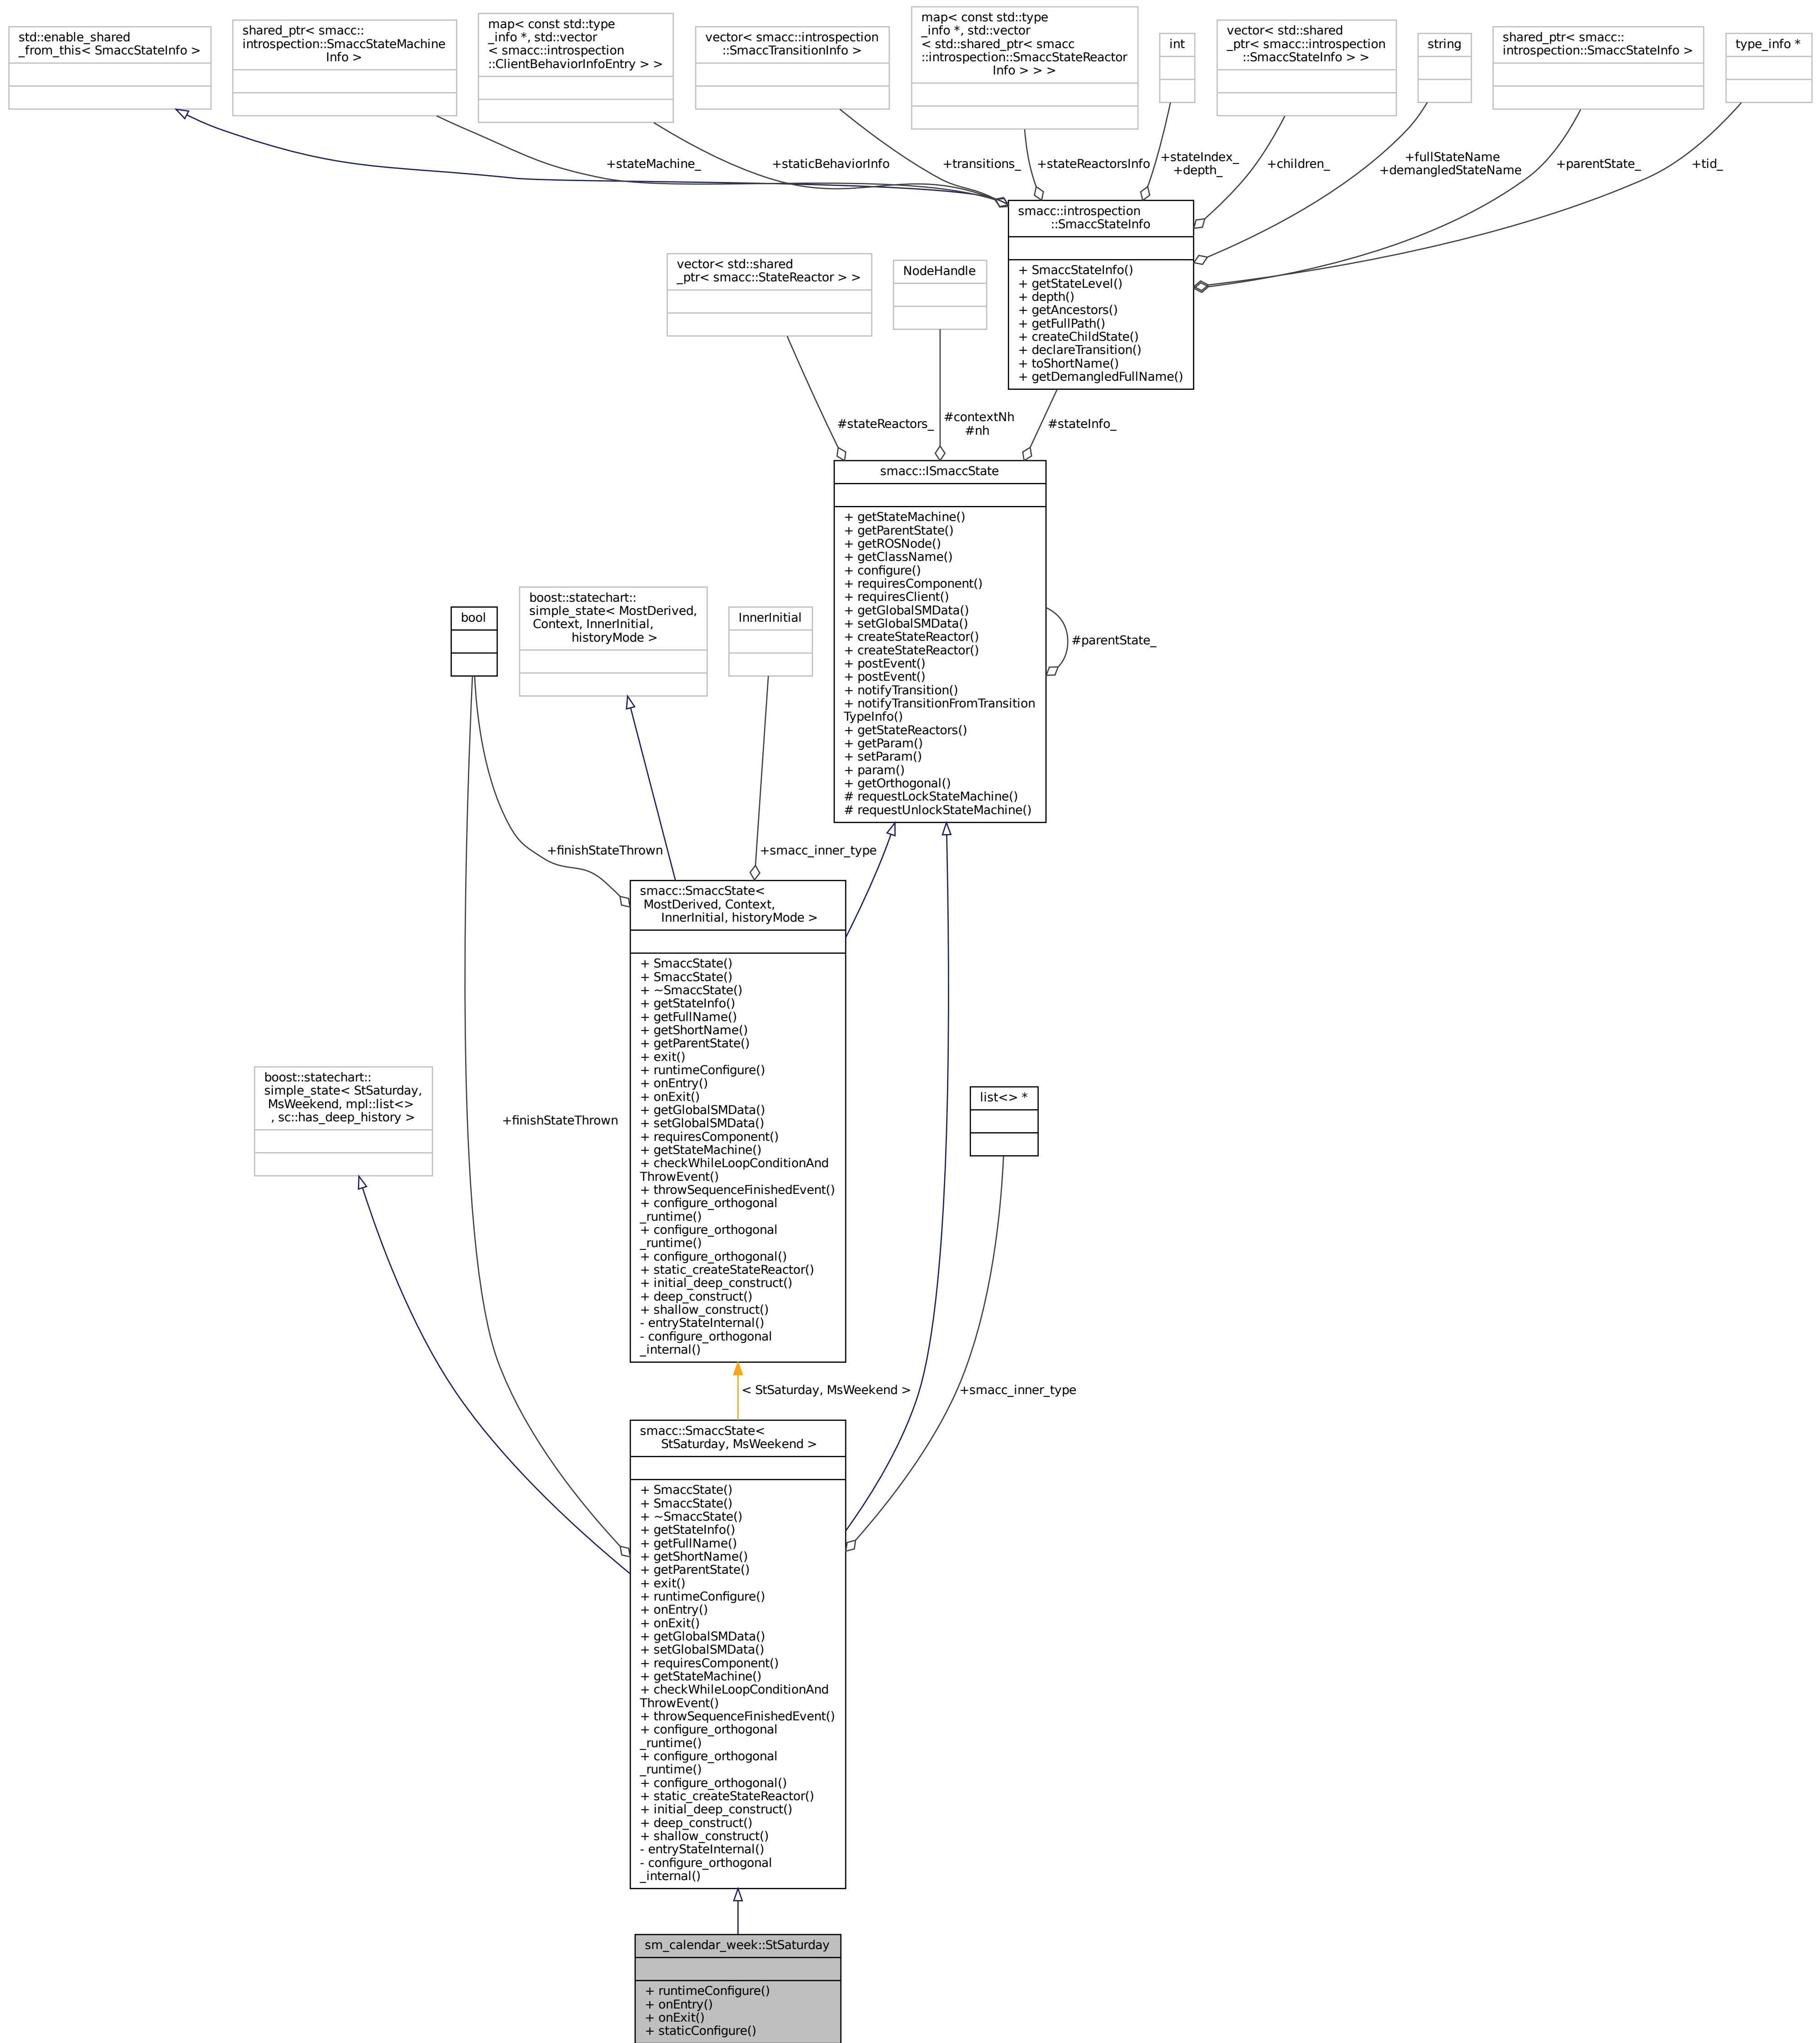 std::enable_shared
_from_this< SmaccStateInfo >
shared_ptr< smacc::
introspection::SmaccStateMachine
Info >
map< const std::type
_info *, std::vector
< smacc::introspection
::ClientBehaviorInfoEntry > >
vector< smacc::introspection
::SmaccTransitionInfo >
map< const std::type
_info *, std::vector
< std::shared_ptr< smacc
::introspection::SmaccStateReactor
Info > > >
int
vector< std::shared
_ptr< smacc::introspection
::SmaccStateInfo > >
string
shared_ptr< smacc::
introspection::SmaccStateInfo >
type_info *
+stateMachine_
+staticBehaviorInfo
+transitions_
+stateReactorsInfo
+stateIndex_
+depth_
+children_
+fullStateName
+demangledStateName
+parentState_
+tid_
smacc::introspection
::SmaccStateInfo
+ SmaccStateInfo()
+ getStateLevel()
+ depth()
+ getAncestors()
+ getFullPath()
+ createChildState()
+ declareTransition()
+ toShortName()
+ getDemangledFullName()
vector< std::shared
_ptr< smacc::StateReactor > >
NodeHandle
#stateReactors_
#contextNh
#nh
#stateInfo_
smacc::ISmaccState
+ getStateMachine()
+ getParentState()
+ getROSNode()
+ getClassName()
+ configure()
+ requiresComponent()
+ requiresClient()
+ getGlobalSMData()
+ setGlobalSMData()
+ createStateReactor()
+ createStateReactor()
+ postEvent()
+ postEvent()
+ notifyTransition()
+ notifyTransitionFromTransition
TypeInfo()
+ getStateReactors()
+ getParam()
+ setParam()
+ param()
+ getOrthogonal()
# requestLockStateMachine()
# requestUnlockStateMachine()
#parentState_
bool
boost::statechart::
simple_state< MostDerived,
Context, InnerInitial,
historyMode >
InnerInitial
+finishStateThrown
+smacc_inner_type
smacc::SmaccState<
MostDerived, Context,
InnerInitial, historyMode >
+ SmaccState()
+ SmaccState()
+ ~SmaccState()
+ getStateInfo()
+ getFullName()
+ getShortName()
+ getParentState()
+ exit()
+ runtimeConfigure()
+ onEntry()
+ onExit()
+ getGlobalSMData()
+ setGlobalSMData()
+ requiresComponent()
+ getStateMachine()
+ checkWhileLoopConditionAnd
ThrowEvent()
+ throwSequenceFinishedEvent()
+ configure_orthogonal
_runtime()
+ configure_orthogonal
_runtime()
+ configure_orthogonal()
+ static_createStateReactor()
+ initial_deep_construct()
+ deep_construct()
+ shallow_construct()
- entryStateInternal()
- configure_orthogonal
_internal()
boost::statechart::
simple_state< StSaturday,
MsWeekend, mpl::list<>
, sc::has_deep_history >
+finishStateThrown
list<> *
< StSaturday, MsWeekend >
+smacc_inner_type
smacc::SmaccState<
StSaturday, MsWeekend >
+ SmaccState()
+ SmaccState()
+ ~SmaccState()
+ getStateInfo()
+ getFullName()
+ getShortName()
+ getParentState()
+ exit()
+ runtimeConfigure()
+ onEntry()
+ onExit()
+ getGlobalSMData()
+ setGlobalSMData()
+ requiresComponent()
+ getStateMachine()
+ checkWhileLoopConditionAnd
ThrowEvent()
+ throwSequenceFinishedEvent()
+ configure_orthogonal
_runtime()
+ configure_orthogonal
_runtime()
+ configure_orthogonal()
+ static_createStateReactor()
+ initial_deep_construct()
+ deep_construct()
+ shallow_construct()
- entryStateInternal()
- configure_orthogonal
_internal()
sm_calendar_week::StSaturday
+ runtimeConfigure()
+ onEntry()
+ onExit()
+ staticConfigure()